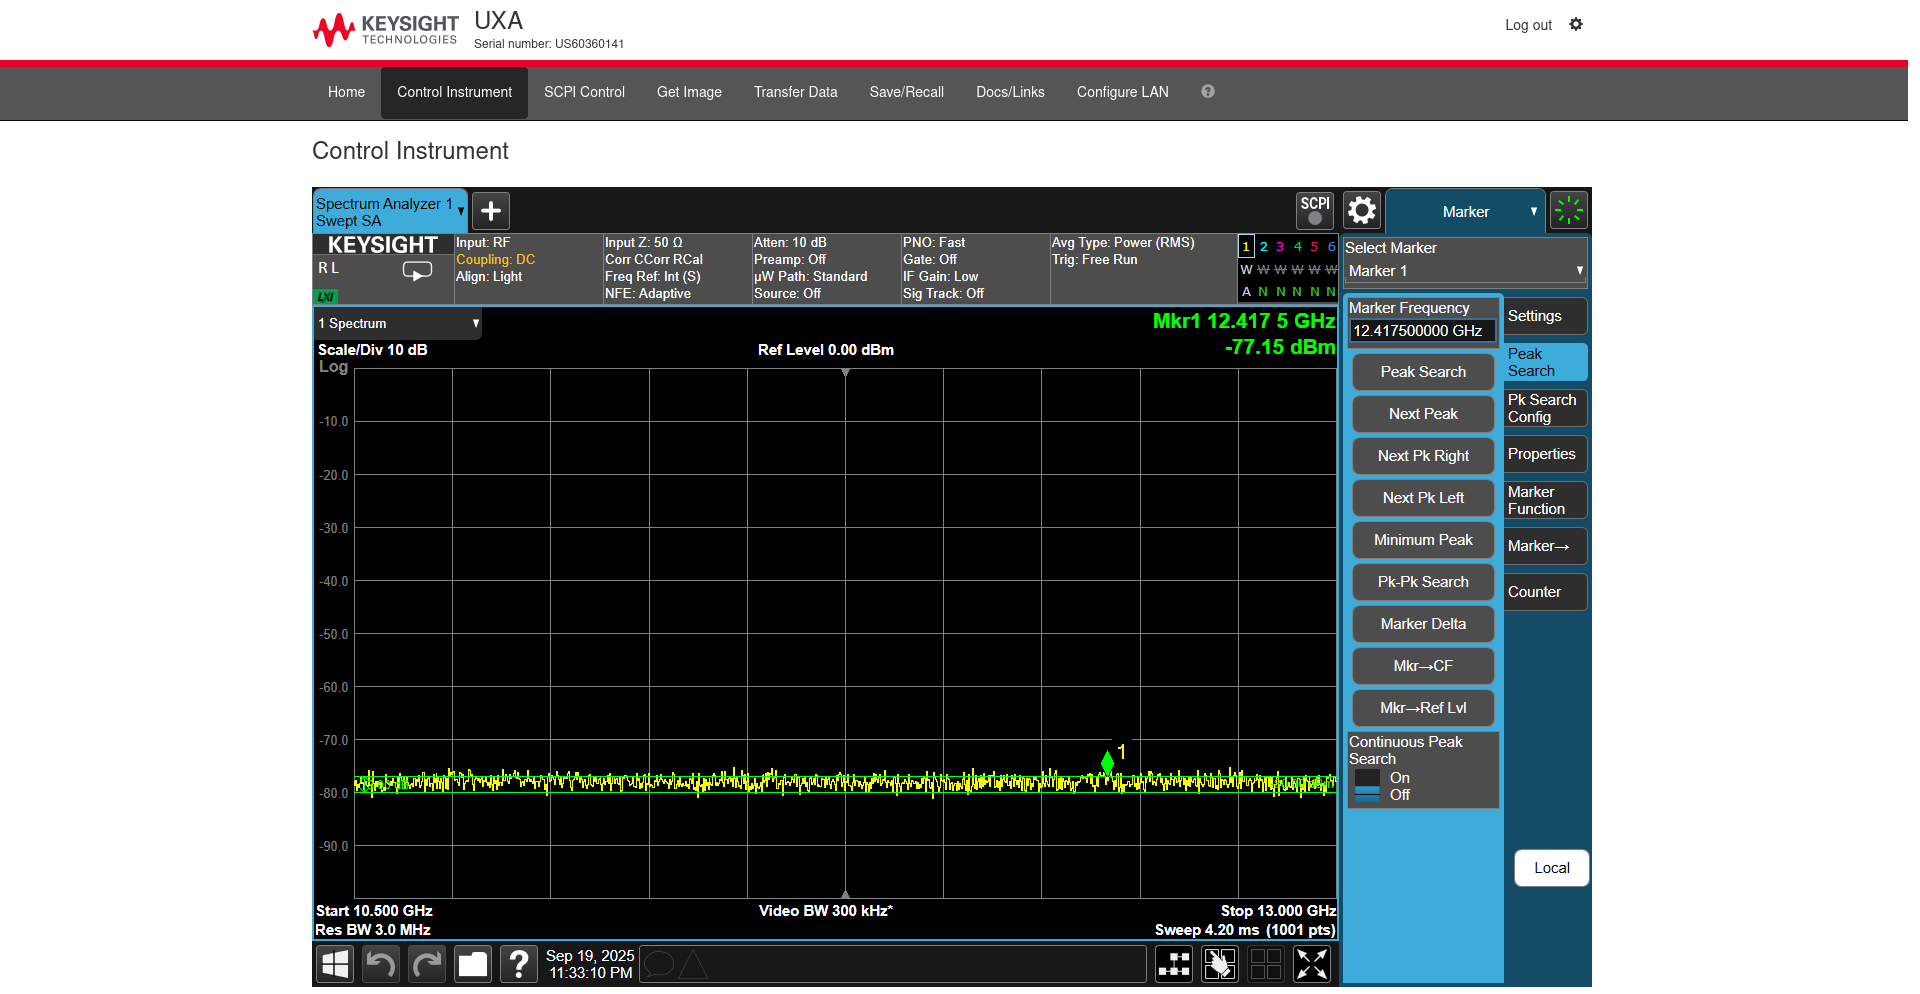 KEYSIGHT
TECHNOLOGIES
UXA
Serial number: US60360141
Log out
Home
Control Instrument
SCPI Control
Get Image
Transfer Data
Save/Recall
Docs/Links
Configure LAN
?
Control Instrument
Spectrum Analyzer 1
Swept SA
SCPI
Marker
KEYSIGHT
R L
LXI
Input: RF
Coupling: DC
Align: Light
Input Z: 50 Ω
Corr CCorr RCal
Freq Ref: Int (S)
NFE: Adaptive
Atten: 10 dB
Preamp: Off
µW Path: Standard
Source: Off
PNO: Fast
Gate: Off
IF Gain: Low
Sig Track: Off
Avg Type: Power (RMS)
Trig: Free Run
1 2 3 4 5 6
W W W W W W
A N N N N N
Select Marker
Marker 1
1 Spectrum
Scale/Div 10 dB
Log
Ref Level 0.00 dBm
Mkr1 12.417 5 GHz
-77.15 dBm
-10.0
-20.0
-30.0
-40.0
-50.0
-60.0
-70.0
-80.0
-90.0
1
Start 10.500 GHz
Res BW 3.0 MHz
Video BW 300 kHz*
Stop 13.000 GHz
Sweep 4.20 ms (1001 pts)
Marker Frequency
12.417500000 GHz
Peak Search
Next Peak
Next Pk Right
Next Pk Left
Minimum Peak
Pk-Pk Search
Marker Delta
Mkr→CF
Mkr→Ref Lvl
Continuous Peak
Search
On
Off
Settings
Peak
Search
Pk Search
Config
Properties
Marker
Function
Marker→
Counter
Local
?
Sep 19, 2025
11:33:10 PM